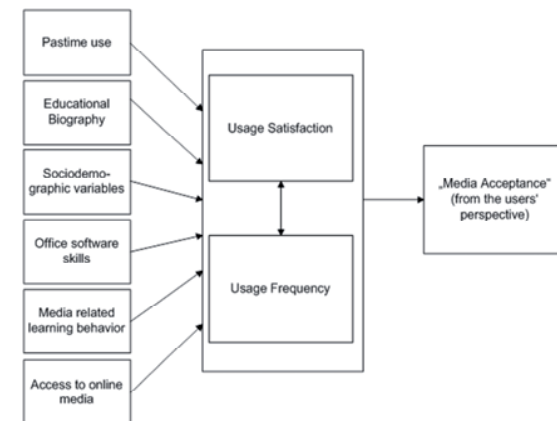 Pastime use
Educational
Biography
Sociodemo-
graphic variables
Office software
skills
Media related
learning behavior
Access to online
media
Usage Satisfaction
Usage Frequency
„Media Acceptance"
(from the users'
perspective)